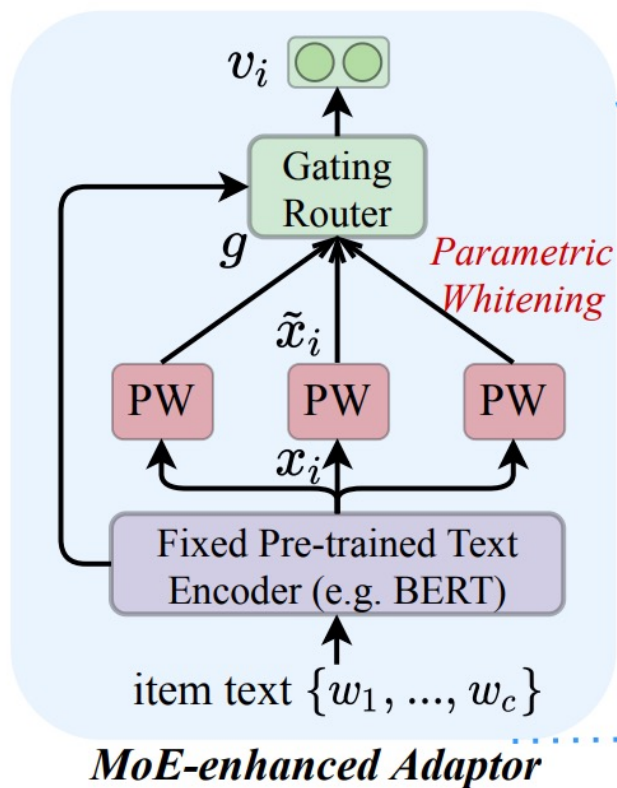 v_i
Gating
Router
g
Parametric
Whitening
x̃_i
PW PW PW
x_i
Fixed Pre-trained Text
Encoder (e.g. BERT)
item text {w_1, ..., w_c}
MoE-enhanced Adaptor